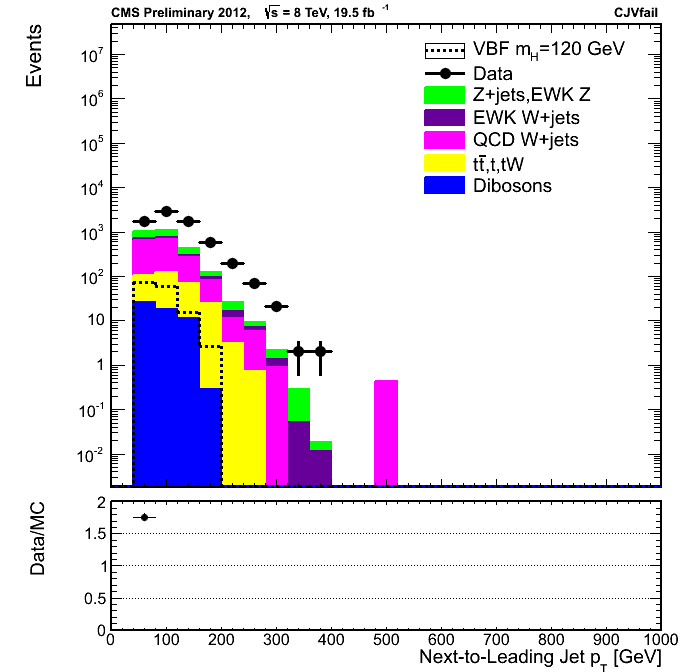 CMS Preliminary 2012, √s = 8 TeV, 19.5 fb⁻¹ CJVfail
Events
10⁷
10⁶
10⁵
10⁴
10³
10²
10
1
10⁻¹
10⁻²
VBF m_H=120 GeV
Data
Z+jets,EWK Z
EWK W+jets
QCD W+jets
tt̄,t,tW
Dibosons
Data/MC
2
1.5
1
0.5
0
0 100 200 300 400 500 600 700 800 900 1000
Next-to-Leading Jet p_T [GeV]